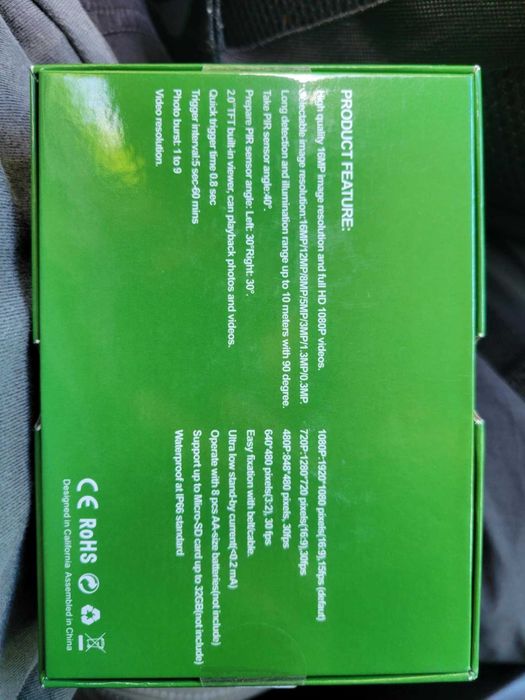 PRODUCT FEATURE:
High quality 16MP image resolution and full HD 1080P videos.
Selectable image resolution:16MP/12MP/8MP/5MP/3MP/1.3MP/0.3MP.
Long detection and illumination range up to 10 meters with 90 degree.
Take PIR sensor angle:40°.
Prepare PIR sensor angle: Left: 30°Right: 30°.
2.0"TFT built-in viewer, can playback photos and videos.
Quick trigger time 0.8 sec
Trigger interval:5 sec-60 mins
Photo burst: 1 to 9
Video resolution.
1080P:1920*1080 pixels(16:9),15fps (defaut)
720P:1280*720 pixels(16:9),30fps
480P:848*480 pixels, 30fps
640*480 pixels(3:2), 30 fps
Easy fixation with belt/cable.
Ultra low stand-by current(<0.2 mA)
Operate with 8 pcs AA-size batteries(not include)
Support up to Micro-SD card up to 32GB(not include)
Waterproof at IP66 standard
CE RoHS
Designed in California Assembled in China